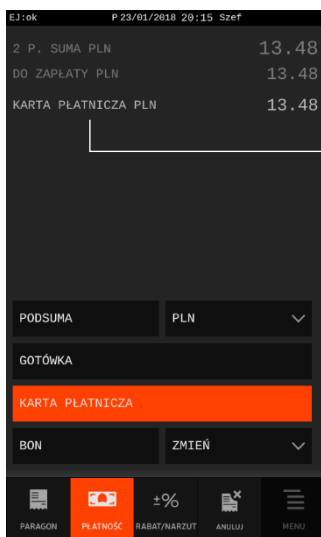 EJ:ok P 23/01/2018 20:15 Szef
2 P. SUMA PLN 13.48
DO ZAPŁATY PLN 13.48
KARTA PŁATNICZA PLN 13.48
PODSUMA PLN
GOTÓWKA
KARTA PŁATNICZA
BON ZMIEŃ
±%
PARAGON PŁATNOŚĆ RABAT/NARZUT ANULUJ MENU